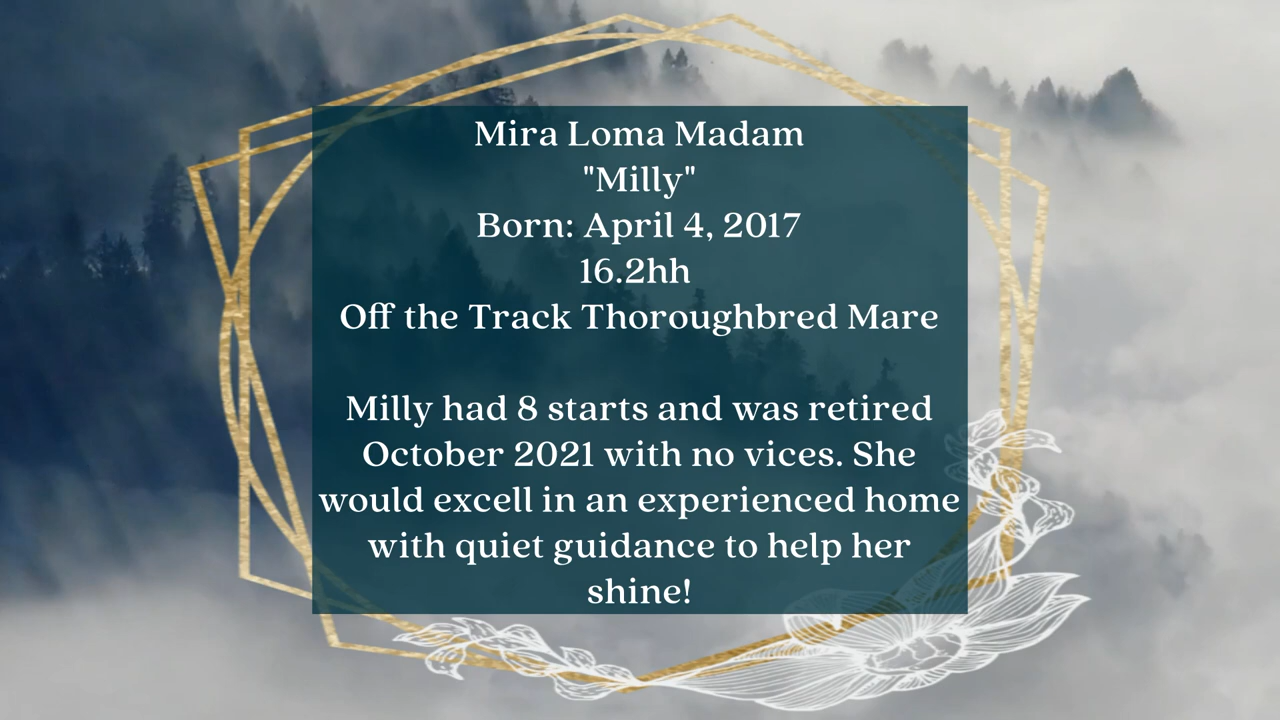 Mira Loma Madam
"Milly"
Born: April 4, 2017
16.2hh
Off the Track Thoroughbred Mare
Milly had 8 starts and was retired
October 2021 with no vices. She
would excell in an experienced home
with quiet guidance to help her
shine!